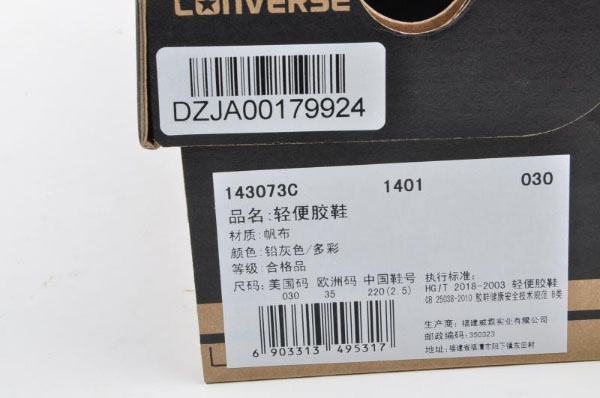 CONVERSE
DZJA00179924
143073C 1401 030
品名:轻便胶鞋
材质:帆布
颜色:铅灰色/多彩
等级:合格品
尺码: 美国码 欧洲码 中国鞋号
030 35 220(2.5)
执行标准:
HG/T 2018-2003 轻便胶鞋
GB 25038-2010 胶鞋健康安全技术规范 B类
6 903313 495317
生产商: 福建威霖实业有限公司
邮政编码: 350323
地址: 福建省福清市阳下镇东田村